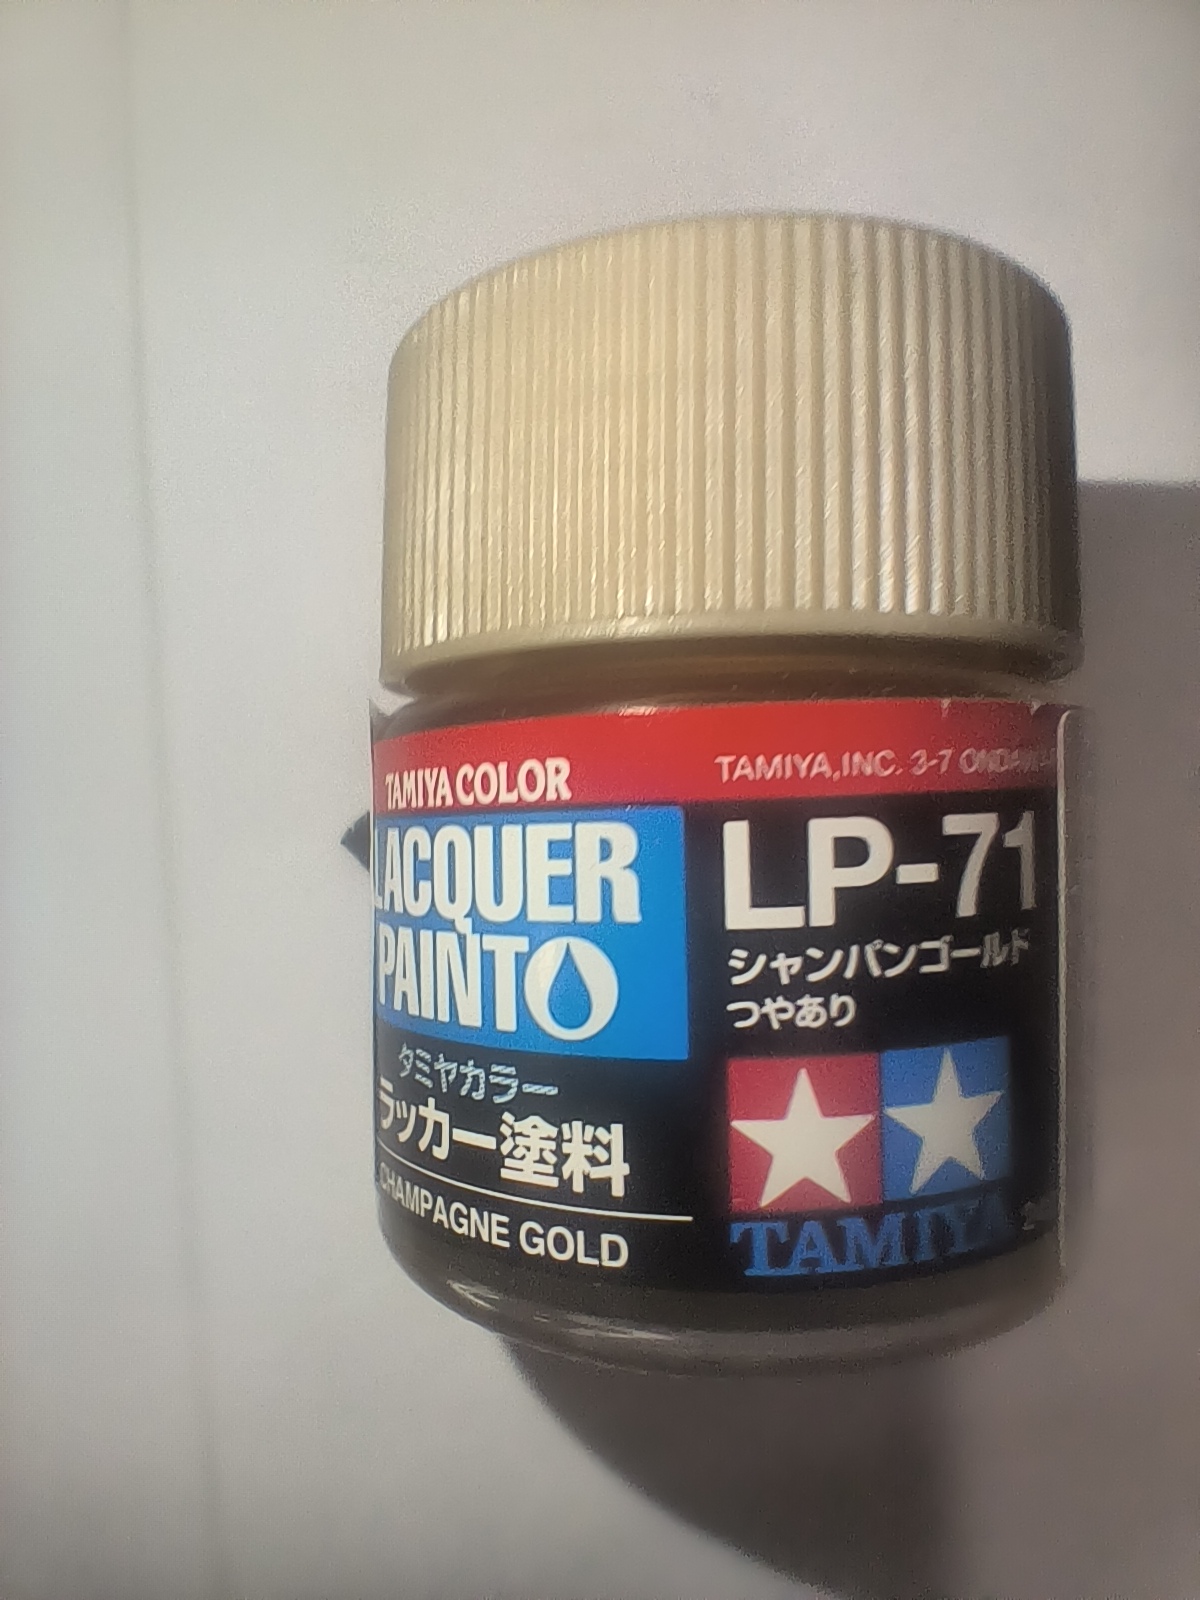 TAMIYA COLOR
LACQUER
PAINT
タミヤカラー
ラッカー塗料
CHAMPAGNE GOLD
TAMIYA,INC. 3-7
LP-71
シャンパンゴールド
つやあり
TAMIYA